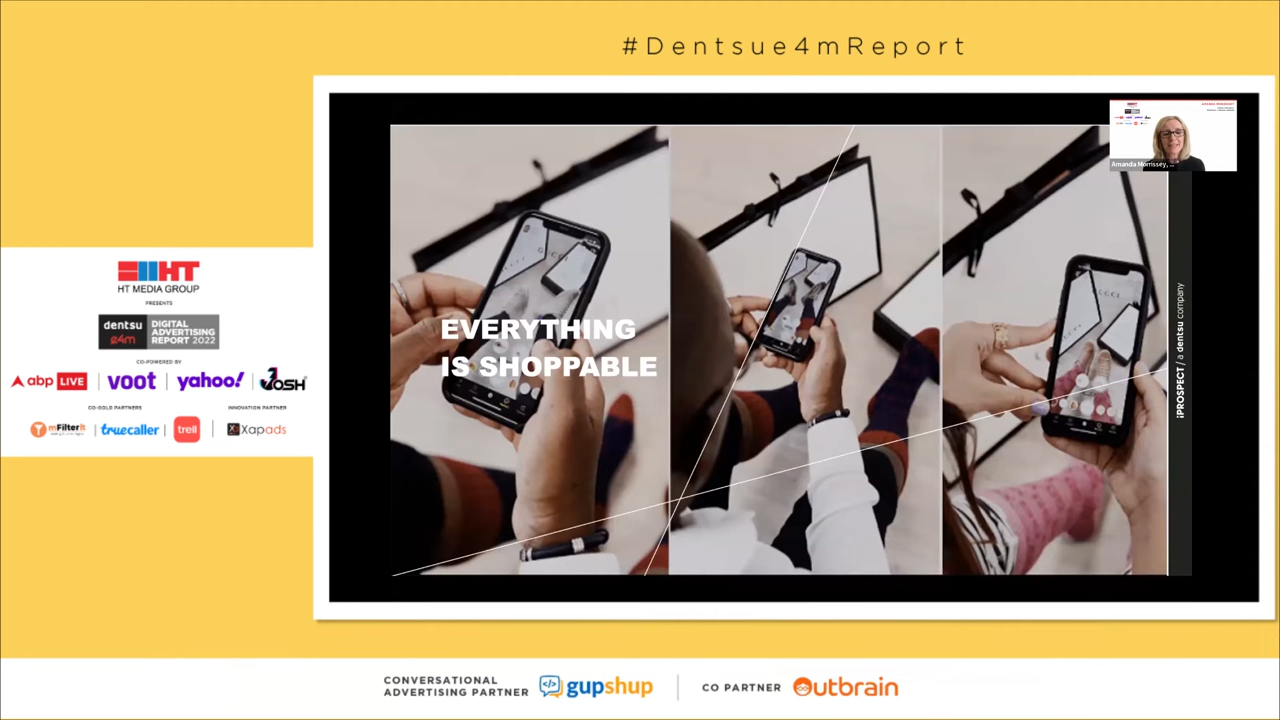 #Dentsue4mReport
HT
HT MEDIA GROUP
PRESENTS
dentsu
e4m
DIGITAL
ADVERTISING
REPORT 2022
CO-POWERED BY
abp LIVE
voot
yahoo!
JOSH
CO-GOLD PARTNERS
INNOVATION PARTNER
mFilterIt
truecaller
trell
Xapads
EVERYTHING
IS SHOPPABLE
GUCCI
Amanda Morrissey, ...
iPROSPECT / a dentsu company
CONVERSATIONAL
ADVERTISING PARTNER
gupshup
CO PARTNER
Outbrain